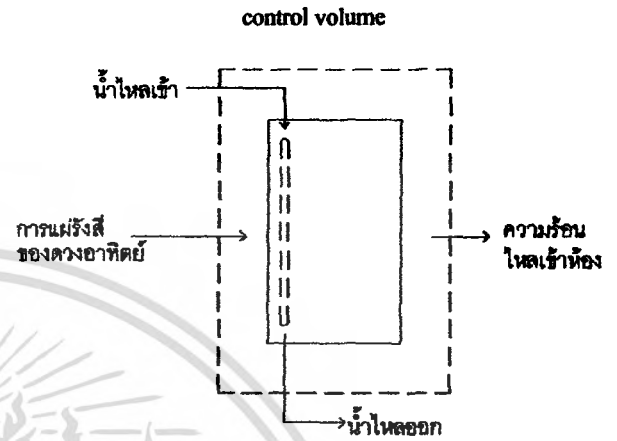 control volume
น้ำไหลเข้า
การแผ่รังสี
ของดวงอาทิตย์
ความร้อน
ไหลเข้าห้อง
น้ำไหลออก